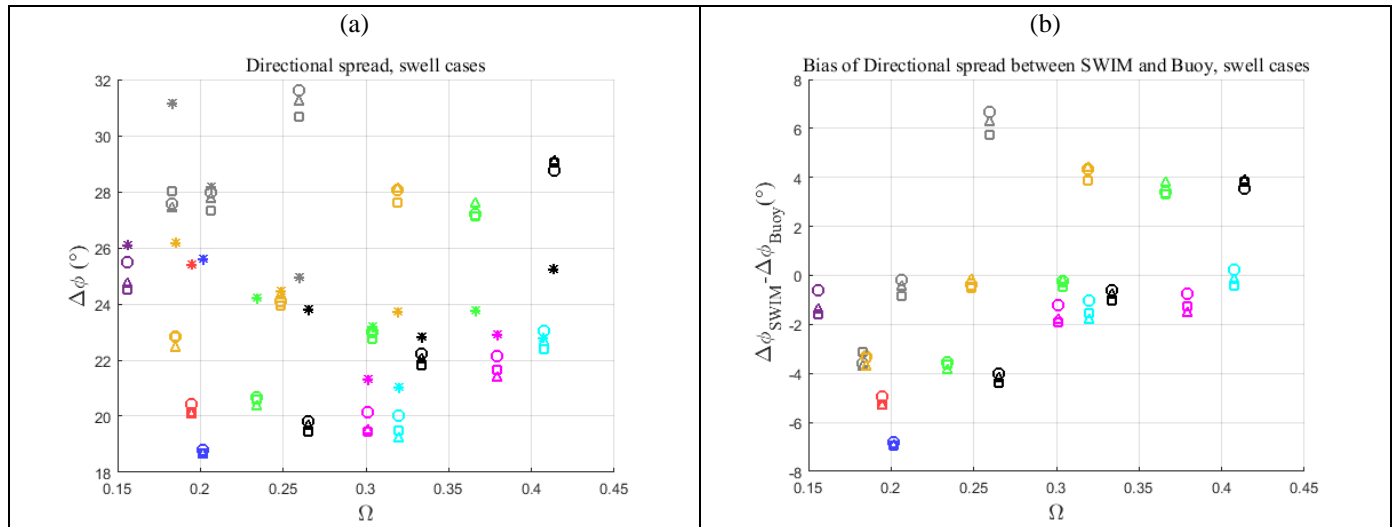 (a)
Directional spread, swell cases
32
30
28
26
24
22
20
18
Δϕ (°)
0.15 0.2 0.25 0.3 0.35 0.4 0.45
Ω
(b)
Bias of Directional spread between SWIM and Buoy, swell cases
8
6
4
2
0
-2
-4
-6
-8
Δϕ_SWIM-Δϕ_Buoy(°)
0.15 0.2 0.25 0.3 0.35 0.4 0.45
Ω